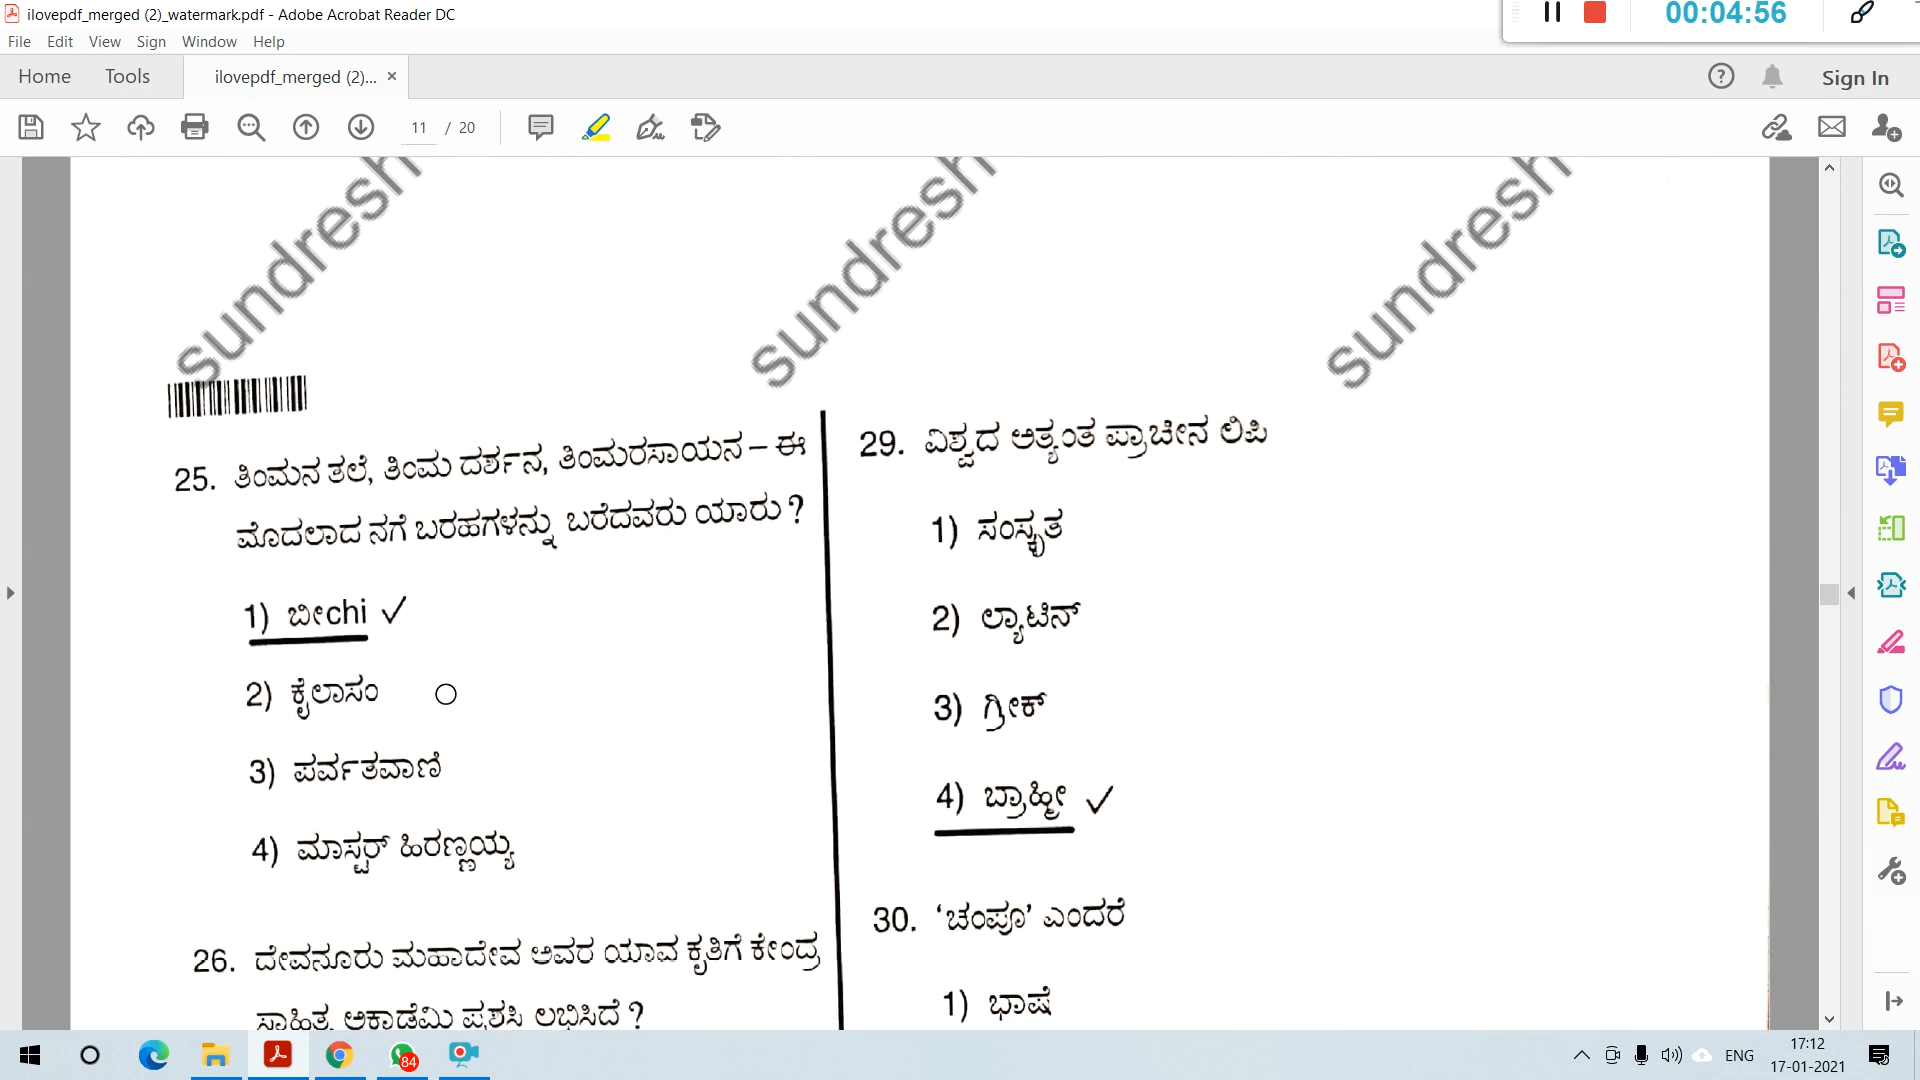 ilovepdf_merged (2)_watermark.pdf - Adobe Acrobat Reader DC
00:04:56
File Edit View Sign Window Help
Home Tools ilovepdf_merged (2)... × Sign In
11 / 20
sundresh sundresh sundresh
25. ತಿಂಮನ ತಲೆ, ತಿಂಮ ದರ್ಶನ, ತಿಂಮರಸಾಯನ – ಈ
ಮೊದಲಾದ ನಗೆ ಬರಹಗಳನ್ನು ಬರೆದವರು ಯಾರು ?
1) ಬೀchi ✓
2) ಕೈಲಾಸಂ
3) ಪರ್ವತವಾಣಿ
4) ಮಾಸ್ಟರ್ ಹಿರಣ್ಣಯ್ಯ
26. ದೇವನೂರು ಮಹಾದೇವ ಅವರ ಯಾವ ಕೃತಿಗೆ ಕೇಂದ್ರ
ಸಾಹಿತ್ಯ ಅಕಾಡೆಮಿ ಪ್ರಶಸ್ತಿ ಲಭಿಸಿದೆ ?
29. ವಿಶ್ವದ ಅತ್ಯಂತ ಪ್ರಾಚೀನ ಲಿಪಿ
1) ಸಂಸ್ಕೃತ
2) ಲ್ಯಾಟಿನ್
3) ಗ್ರೀಕ್
4) ಬ್ರಾಹ್ಮೀ ✓
30. ‘ಚಂಪೂ’ ಎಂದರೆ
1) ಭಾಷೆ
84
ENG
17:12
17-01-2021